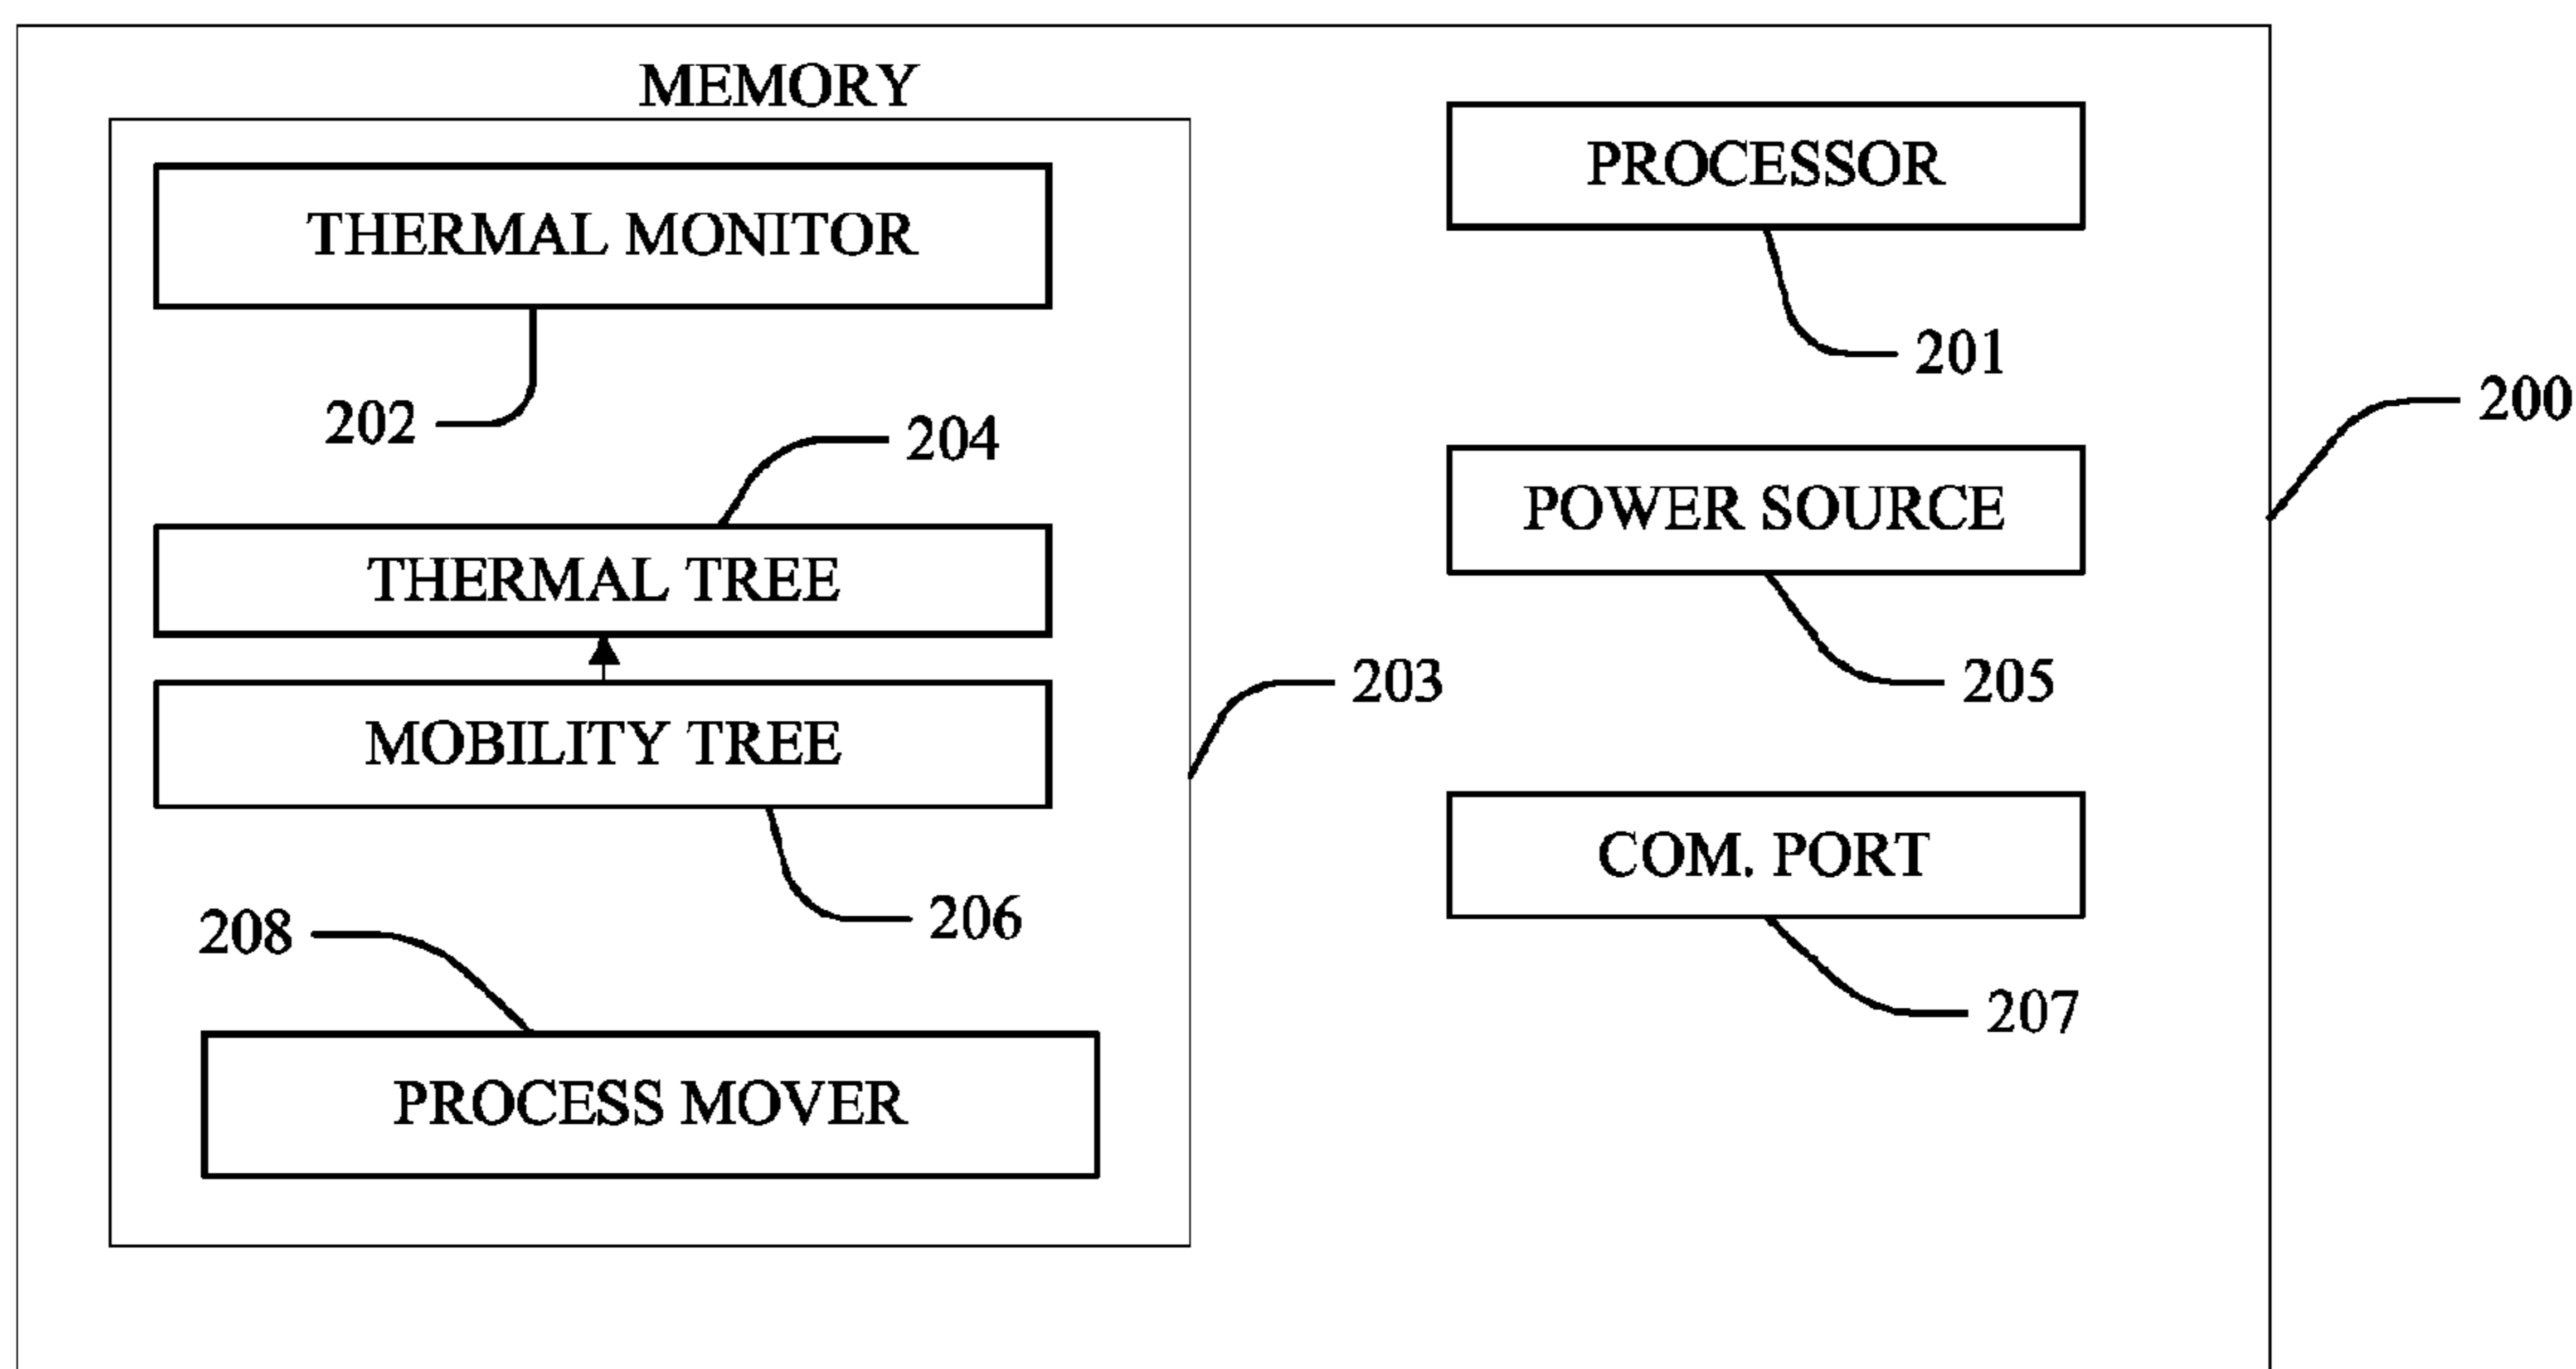 MEMORY
THERMAL MONITOR
202
204
THERMAL TREE
MOBILITY TREE
206
208
PROCESS MOVER
203
PROCESSOR
201
POWER SOURCE
205
COM. PORT
207
200